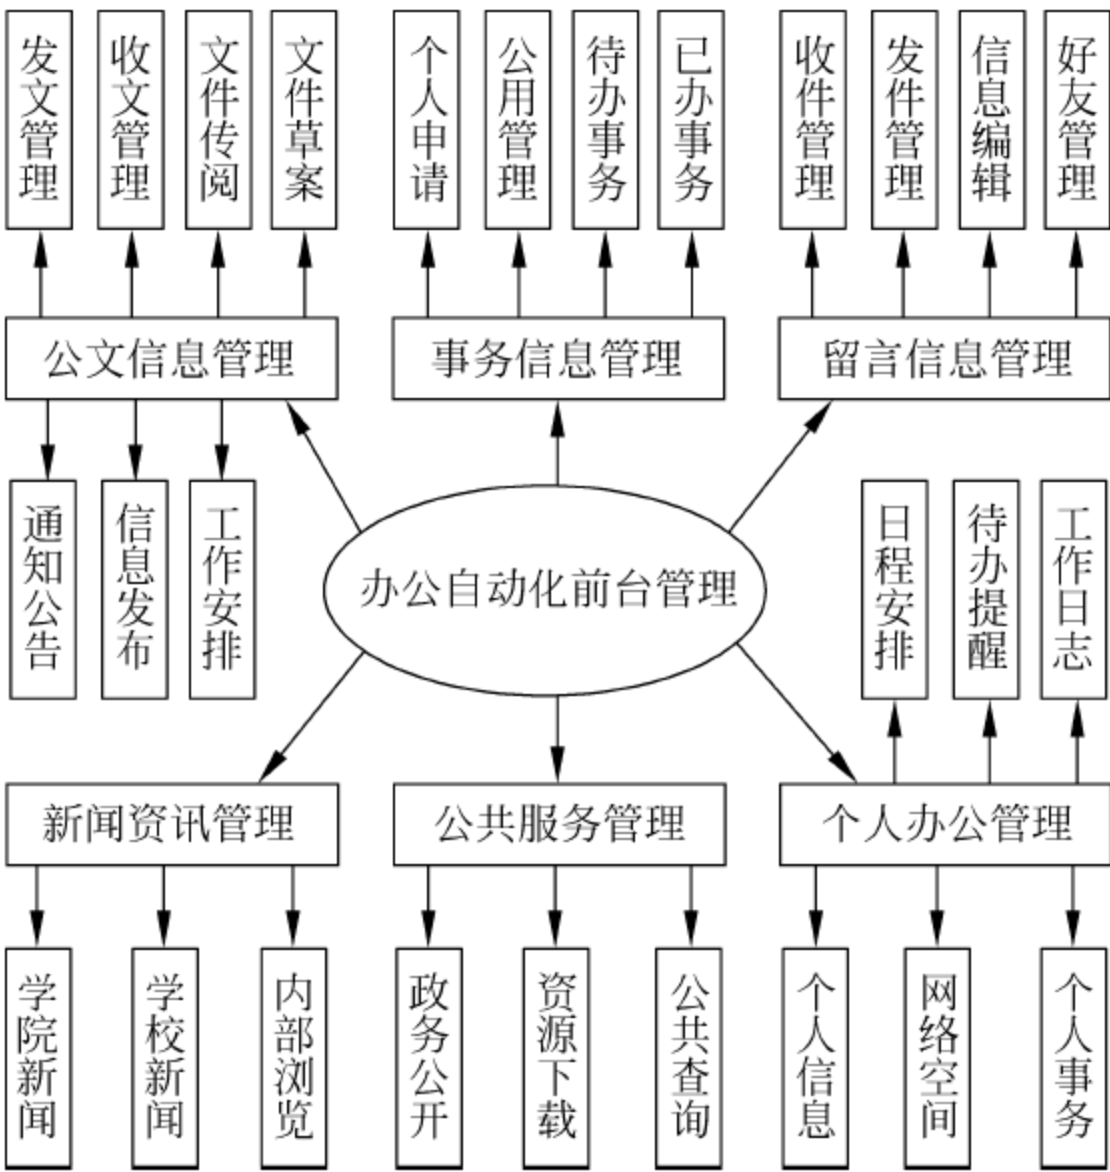 发文管理
收文管理
文件传阅
文件草案
个人申请
公用管理
待办事务
已办事务
收件管理
发件管理
信息编辑
好友管理
公文信息管理
事务信息管理
留言信息管理
通知公告
信息发布
工作安排
办公自动化前台管理
日程安排
待办提醒
工作日志
新闻资讯管理
公共服务管理
个人办公管理
学院新闻
学校新闻
内部浏览
政务公开
资源下载
公共查询
个人信息
网络空间
个人事务